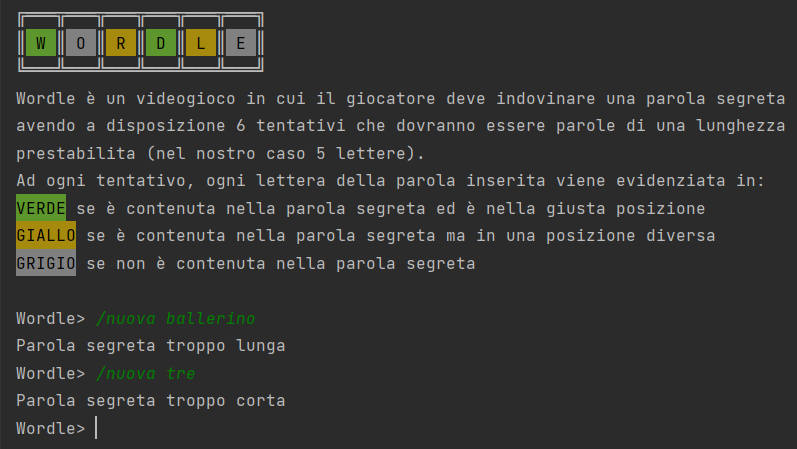 W O R D L E
Wordle è un videogioco in cui il giocatore deve indovinare una parola segreta
avendo a disposizione 6 tentativi che dovranno essere parole di una lunghezza
prestabilita (nel nostro caso 5 lettere).
Ad ogni tentativo, ogni lettera della parola inserita viene evidenziata in:
VERDE se è contenuta nella parola segreta ed è nella giusta posizione
GIALLO se è contenuta nella parola segreta ma in una posizione diversa
GRIGIO se non è contenuta nella parola segreta
Wordle> /nuova ballerino
Parola segreta troppo lunga
Wordle> /nuova tre
Parola segreta troppo corta
Wordle>